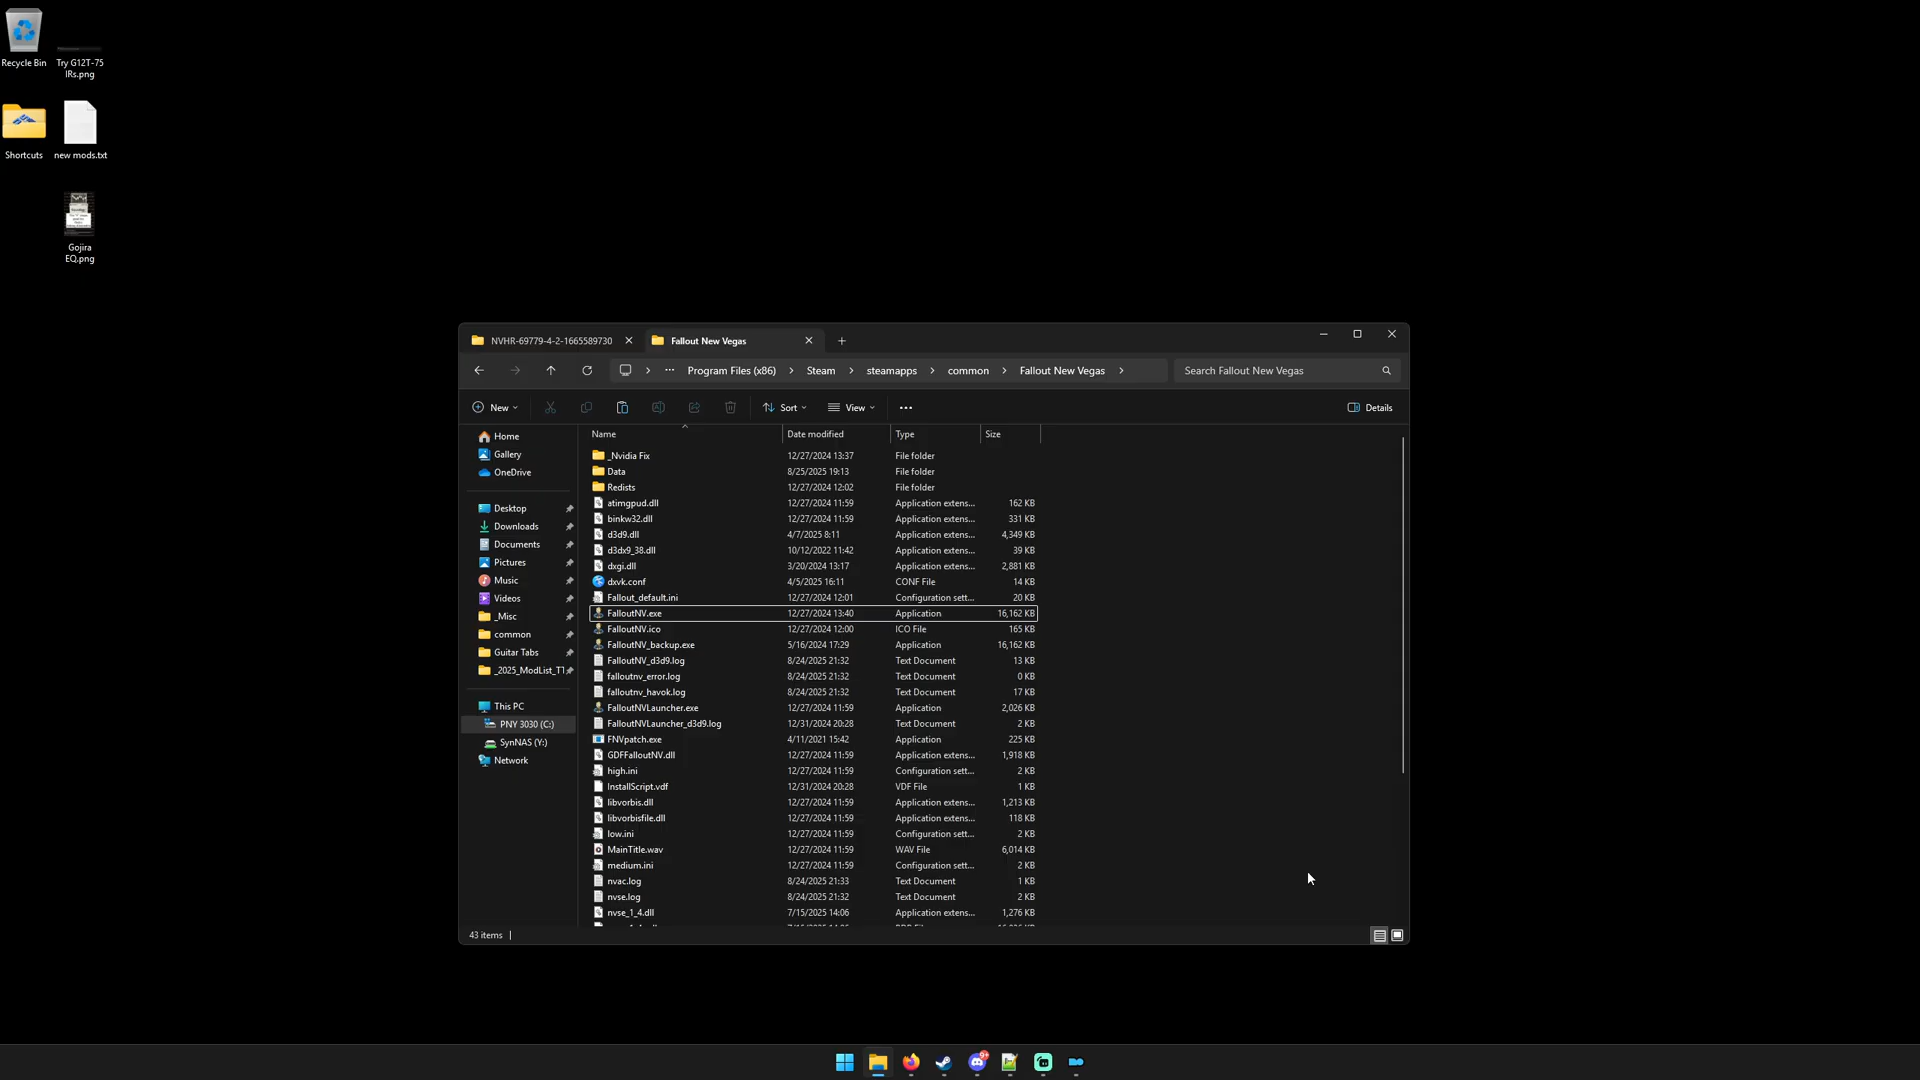 Recycle Bin
Try G12T-75
IRs.png
Shortcuts
new mods.txt
Gojira
EQ.png
NVHR-69779-4-2-1665589730
Fallout New Vegas
Program Files (x86)
Steam
steamapps
common
Fallout New Vegas
Search Fallout New Vegas
New
Sort
View
Details
Home
Gallery
OneDrive
Desktop
Downloads
Documents
Pictures
Music
Videos
_Misc
common
Guitar Tabs
_2025_ModList_T1
This PC
PNY 3030 (C:)
SynNAS (Y:)
Network
Name Date modified Type Size
_Nvidia Fix 12/27/2024 13:37 File folder
Data 8/25/2025 19:13 File folder
Redists 12/27/2024 12:02 File folder
atimgpud.dll 12/27/2024 11:59 Application extens... 162 KB
binkw32.dll 12/27/2024 11:59 Application extens... 331 KB
d3d9.dll 4/7/2025 8:11 Application extens... 4,349 KB
d3dx9_38.dll 10/12/2022 11:42 Application extens... 39 KB
dxgi.dll 3/20/2024 13:17 Application extens... 2,881 KB
dxvk.conf 4/5/2025 16:11 CONF File 14 KB
Fallout_default.ini 12/27/2024 12:01 Configuration sett... 20 KB
FalloutNV.exe 12/27/2024 13:40 Application 16,162 KB
FalloutNV.ico 12/27/2024 12:00 ICO File 165 KB
FalloutNV_backup.exe 5/16/2024 17:29 Application 16,162 KB
FalloutNV_d3d9.log 8/24/2025 21:32 Text Document 13 KB
falloutnv_error.log 8/24/2025 21:32 Text Document 0 KB
falloutnv_havok.log 8/24/2025 21:32 Text Document 17 KB
FalloutNVLauncher.exe 12/27/2024 11:59 Application 2,026 KB
FalloutNVLauncher_d3d9.log 12/31/2024 20:28 Text Document 2 KB
FNVpatch.exe 4/11/2021 15:42 Application 225 KB
GDFFalloutNV.dll 12/27/2024 11:59 Application extens... 1,918 KB
high.ini 12/27/2024 11:59 Configuration sett... 2 KB
InstallScript.vdf 12/31/2024 20:28 VDF File 1 KB
libvorbis.dll 12/27/2024 11:59 Application extens... 1,213 KB
libvorbisfile.dll 12/27/2024 11:59 Application extens... 118 KB
low.ini 12/27/2024 11:59 Configuration sett... 2 KB
MainTitle.wav 12/27/2024 11:59 WAV File 6,014 KB
medium.ini 12/27/2024 11:59 Configuration sett... 2 KB
nvac.log 8/24/2025 21:33 Text Document 1 KB
nvse.log 8/24/2025 21:32 Text Document 2 KB
nvse_1_4.dll 7/15/2025 14:06 Application extens... 1,276 KB
43 items
9+